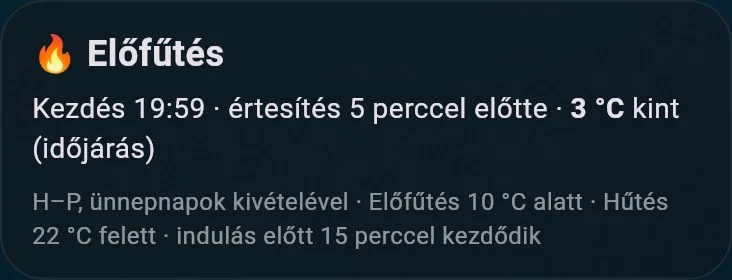 🔥 Előfűtés
Kezdés 19:59 · értesítés 5 perccel előtte · 3 °C kint
(időjárás)
H–P, ünnepnapok kivételével · Előfűtés 10 °C alatt · Hűtés
22 °C felett · indulás előtt 15 perccel kezdődik